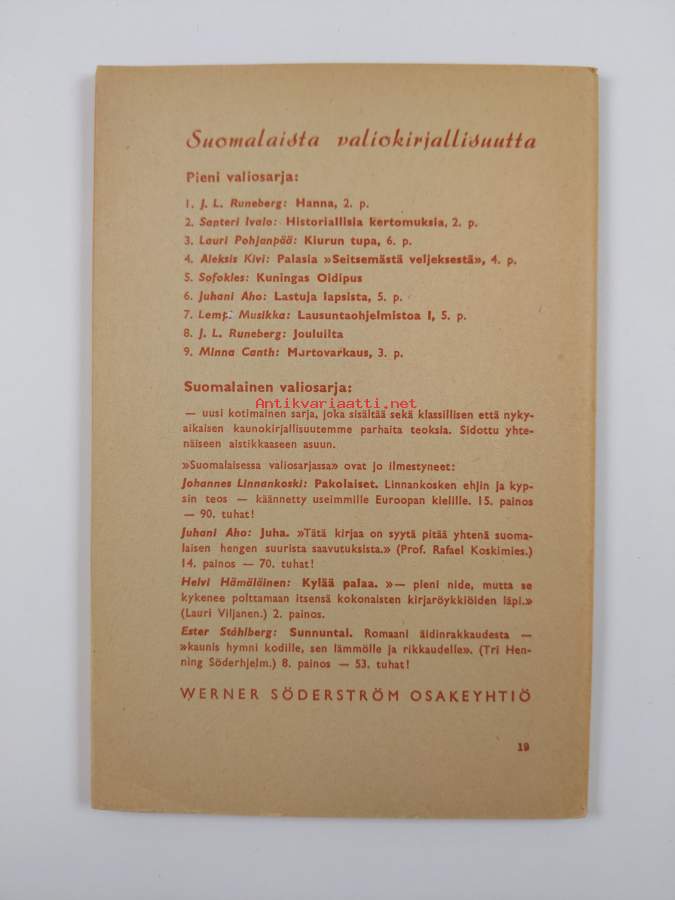 Suomalaista valiokirjallisuutta
Pieni valiosarja:
1. J. L. Runeberg: Hanna, 2. p.
2. Santeri Ivalo: Historiallisia kertomuksia, 2. p.
3. Lauri Pohjanpää: Kiurun tupa, 6. p.
4. Aleksis Kivi: Palasia »Seitsemästä veljeksestä», 4. p.
5. Sofokles: Kuningas Oidipus
6. Juhani Aho: Lastuja lapsista, 5. p.
7. Lempi Musikka: Lausuntaohjelmistoa I, 5. p.
8. J. L. Runeberg: Jouluilta
9. Minna Canth: Murtovarkaus, 3. p.
Suomalainen valiosarja:
Antikvariaatti.net
— uusi kotimainen sarja, joka sisältää sekä klassillisen että nyky-
aikaisen kaunokirjallisuutemme parhaita teoksia. Sidottu yhte-
näiseen aistikkaaseen asuun.
»Suomalaisessa valiosarjassa» ovat jo ilmestyneet:
Johannes Linnankoski: Pakolaiset. Linnankosken ehjin ja kyp-
sin teos — käännetty useimmille Euroopan kielille. 15. painos
— 90. tuhat!
Juhani Aho: Juha. »Tätä kirjaa on syytä pitää yhtenä suoma-
laisen hengen suurista saavutuksista.» (Prof. Rafael Koskimies.)
14. painos — 70. tuhat!
Helvi Hämäläinen: Kylää palaa. »— pieni nide, mutta se
kykenee polttamaan itsensä kokonaisten kirjaröykkiöiden läpi.»
(Lauri Viljanen.) 2. painos.
Ester Ståhlberg: Sunnuntai. Romaani äidinrakkaudesta —
»kaunis hymni kodille, sen lämmölle ja rikkaudelle». (Tri Hen-
ning Söderhjelm.) 8. painos — 53. tuhat!
WERNER SÖDERSTRÖM OSAKEYHTIÖ
19